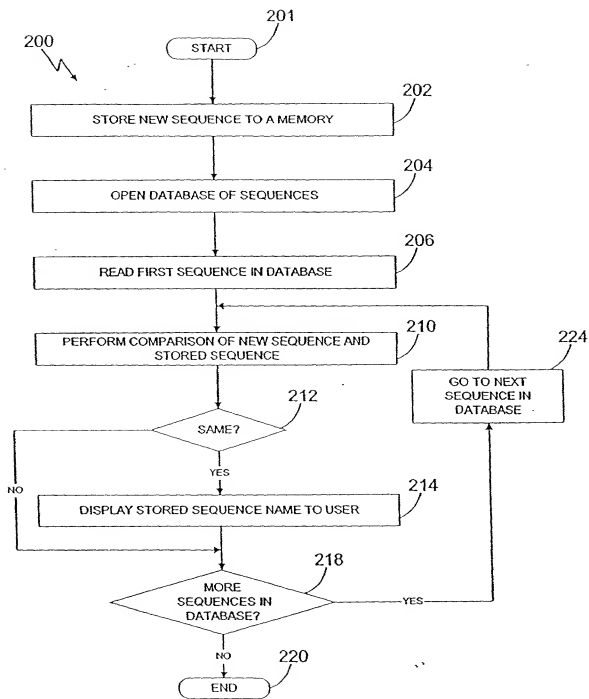 201
START
200
202
STORE NEW SEQUENCE TO A MEMORY
204
OPEN DATABASE OF SEQUENCES
206
READ FIRST SEQUENCE IN DATABASE
210
PERFORM COMPARISON OF NEW SEQUENCE AND
STORED SEQUENCE
224
GO TO NEXT
SEQUENCE IN
DATABASE
212
SAME?
YES
NO
214
DISPLAY STORED SEQUENCE NAME TO USER
218
MORE
SEQUENCES IN
DATABASE?
YES
NO
220
END